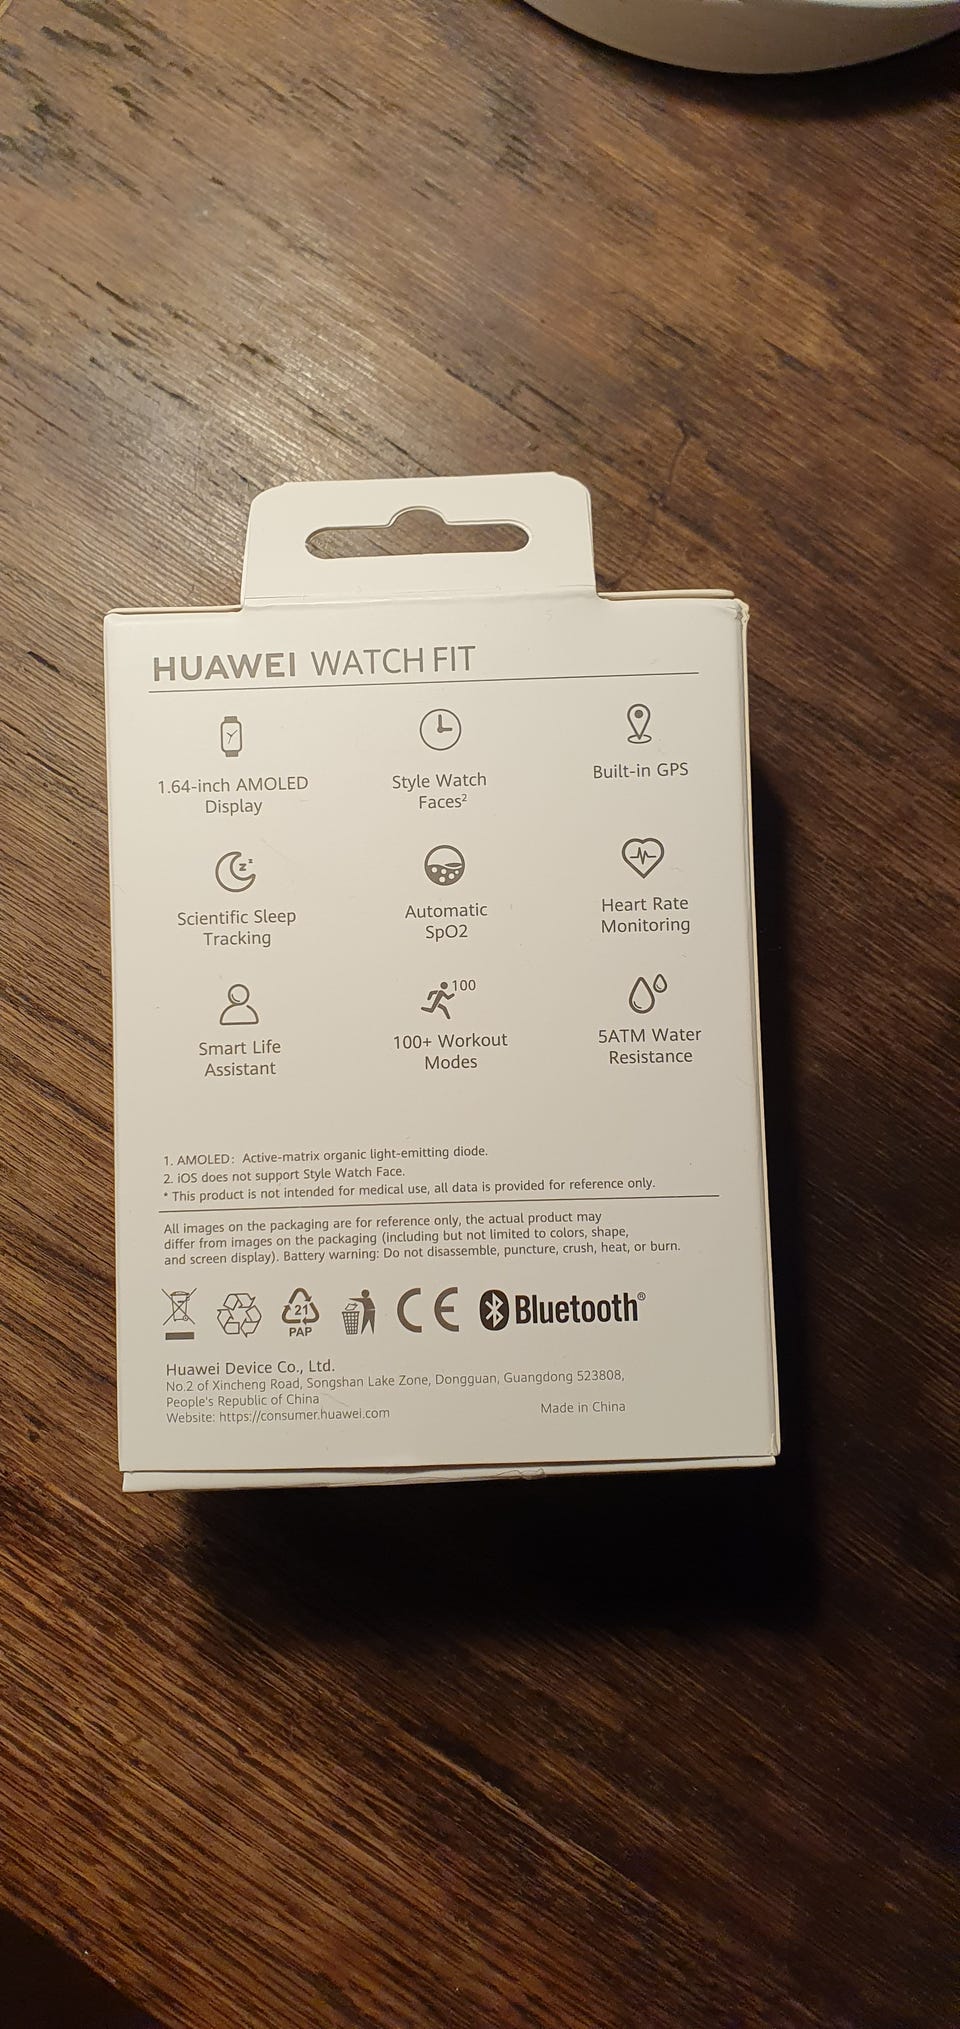 HUAWEI WATCH FIT
1.64-inch AMOLED
Display
Style Watch
Faces²
Built-in GPS
Scientific Sleep
Tracking
Automatic
SpO2
Heart Rate
Monitoring
Smart Life
Assistant
100
100+ Workout
Modes
5ATM Water
Resistance
1. AMOLED: Active-matrix organic light-emitting diode.
2. iOS does not support Style Watch Face.
* This product is not intended for medical use, all data is provided for reference only.
All images on the packaging are for reference only, the actual product may
differ from images on the packaging (including but not limited to colors, shape,
and screen display). Battery warning: Do not disassemble, puncture, crush, heat, or burn.
21
PAP
CE
Bluetooth®
Huawei Device Co., Ltd.
No.2 of Xincheng Road, Songshan Lake Zone, Dongguan, Guangdong 523808,
People's Republic of China
Website: https://consumer.huawei.com
Made in China